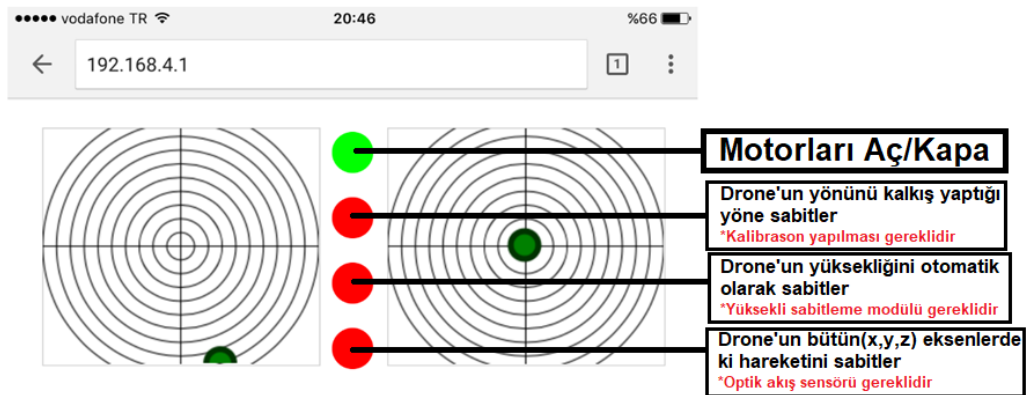 vodafone TR 20:46 %66
192.168.4.1 1
Motorları Aç/Kapa
Drone'un yönünü kalkış yaptığı
yöne sabitler
*Kalibrason yapılması gereklidir
Drone'un yüksekliğini otomatik
olarak sabitler
*Yüksekli sabitleme modülü gereklidir
Drone'un bütün(x,y,z) eksenlerde
ki hareketini sabitler
*Optik akış sensörü gereklidir